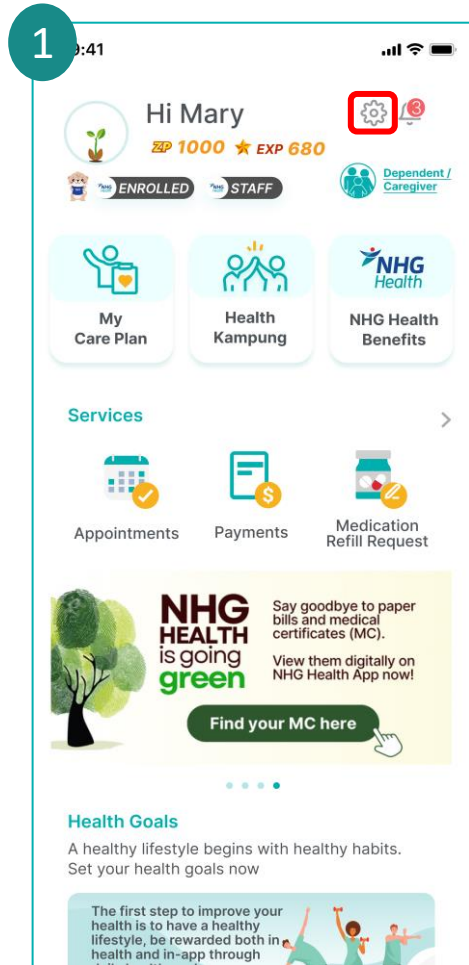 1
:41
Hi Mary
3
ZP 1000 EXP 680
ENROLLED
STAFF
Dependent /
Caregiver
My
Care Plan
Health
Kampung
NHG
Health
NHG Health
Benefits
Services
Appointments
Payments
Medication
Refill Request
NHG
HEALTH
is going
green
Say goodbye to paper
bills and medical
certificates (MC).
View them digitally on
NHG Health App now!
Find your MC here
Health Goals
A healthy lifestyle begins with healthy habits.
Set your health goals now
The first step to improve your
health is to have a healthy
lifestyle, be rewarded both in
health and in-app through